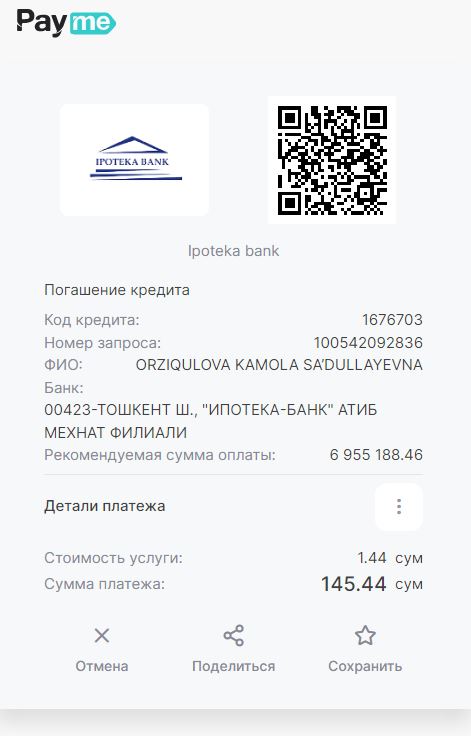 Payme
IPOTEKA BANK
Ipoteka bank
Погашение кредита
Код кредита: 1676703
Номер запроса: 100542092836
ФИО: ORZIQULOVA KAMOLA SA'DULLAYEVNA
Банк:
00423-ТОШКЕНТ Ш., "ИПОТЕКА-БАНК" АТИБ
МЕХНАТ ФИЛИАЛИ
Рекомендуемая сумма оплаты: 6 955 188.46
Детали платежа
Стоимость услуги: 1.44 сум
Сумма платежа: 145.44 сум
Отмена Поделиться Сохранить